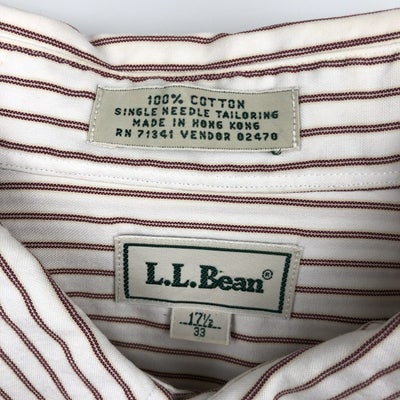 100% COTTON
SINGLE NEEDLE TAILORING
MADE IN HONG KONG
RN 71341 VENDOR 02470
L.L.Bean®
17½
33